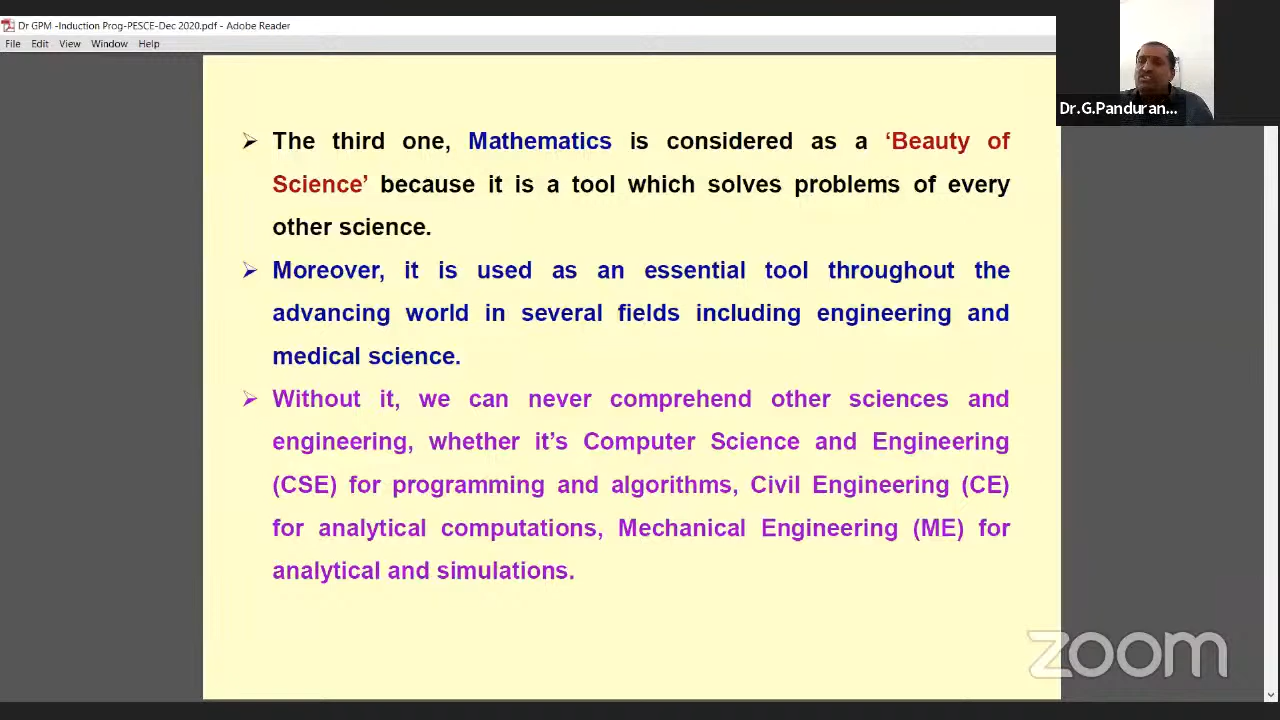 Dr GPM -Induction Prog-PESCE-Dec 2020.pdf - Adobe Reader
File Edit View Window Help
Dr.G.Panduran...
➢ The third one, Mathematics is considered as a ‘Beauty of
Science’ because it is a tool which solves problems of every
other science.
➢ Moreover, it is used as an essential tool throughout the
advancing world in several fields including engineering and
medical science.
➢ Without it, we can never comprehend other sciences and
engineering, whether it’s Computer Science and Engineering
(CSE) for programming and algorithms, Civil Engineering (CE)
for analytical computations, Mechanical Engineering (ME) for
analytical and simulations.
zoom